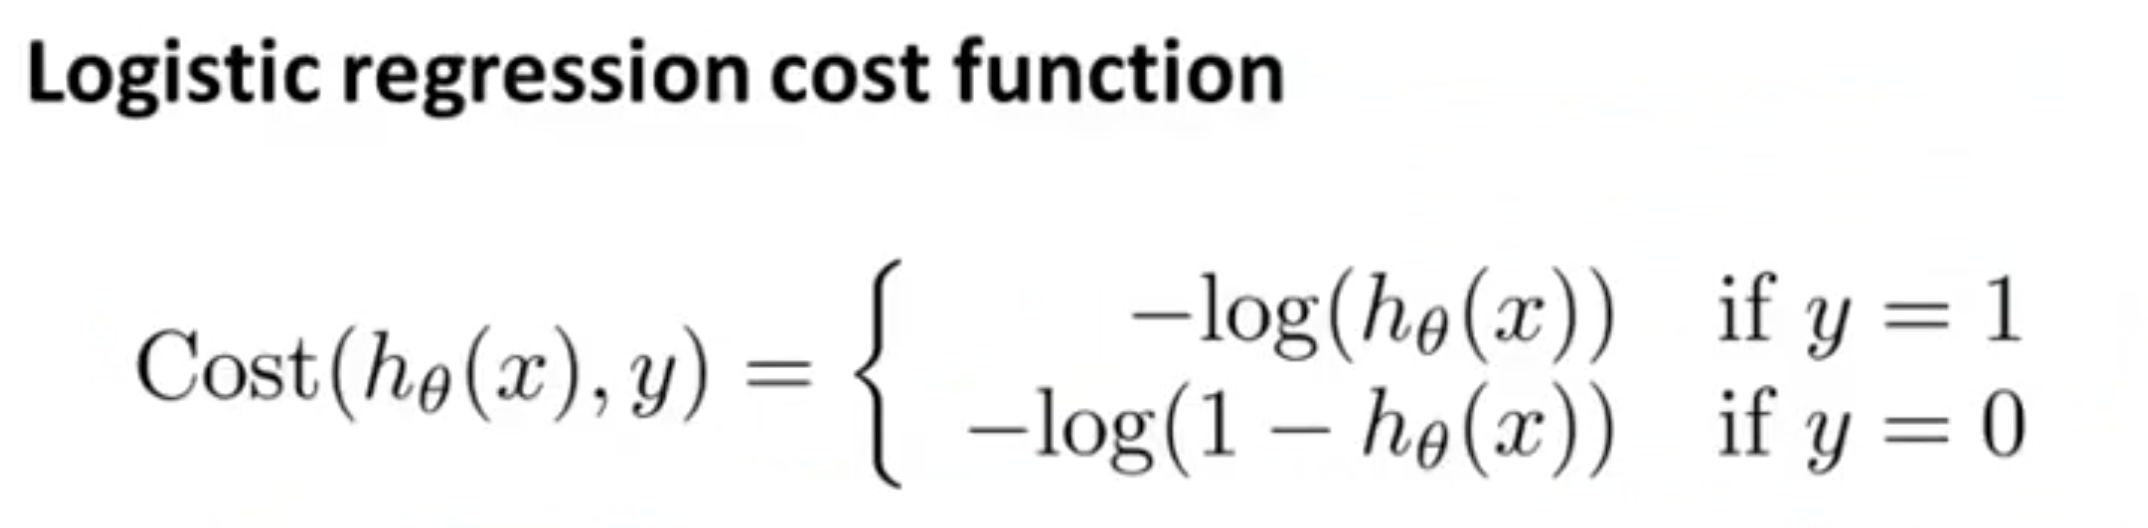 Logistic regression cost function
Cost(hθ(x), y) = { −log(hθ(x)) if y = 1
−log(1 − hθ(x)) if y = 0